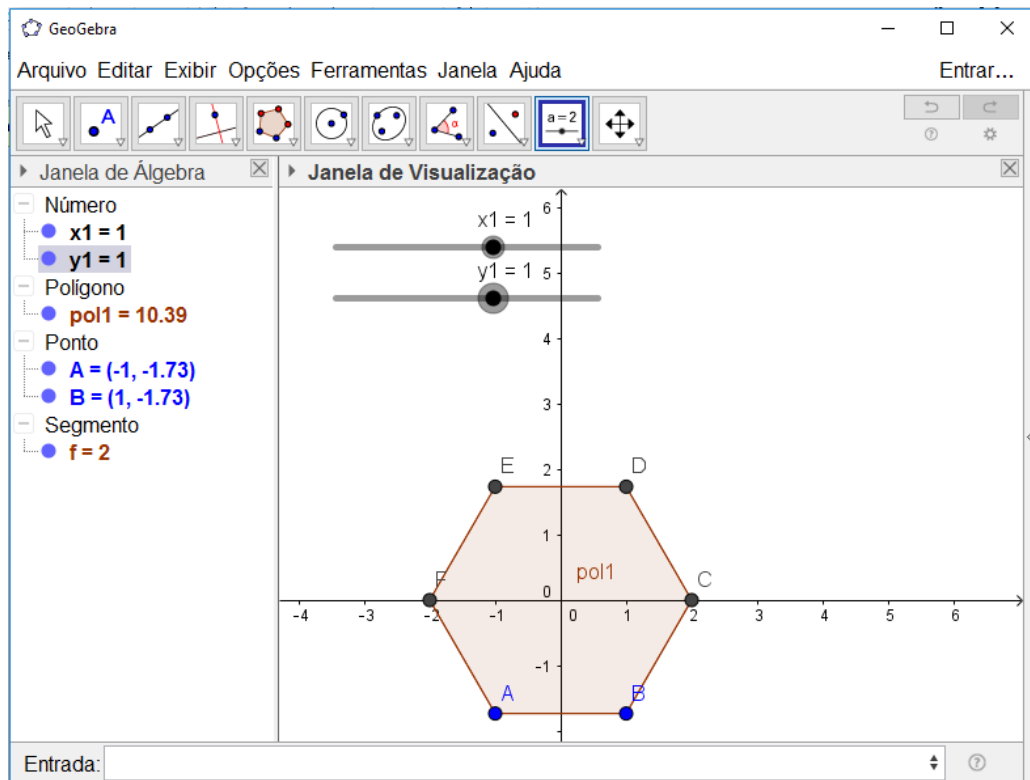 GeoGebra
Arquivo Editar Exibir Opções Ferramentas Janela Ajuda
Entrar...
A
α
a = 2
Janela de Álgebra
Janela de Visualização
Número
x1 = 1
y1 = 1
Polígono
pol1 = 10.39
Ponto
A = (-1, -1.73)
B = (1, -1.73)
Segmento
f = 2
x1 = 1
y1 = 1
6
5
4
3
2
1
0
-1
-4 -3 -2 -1 0 1 2 3 4 5 6
E
D
F
pol1
C
A
B
Entrada: